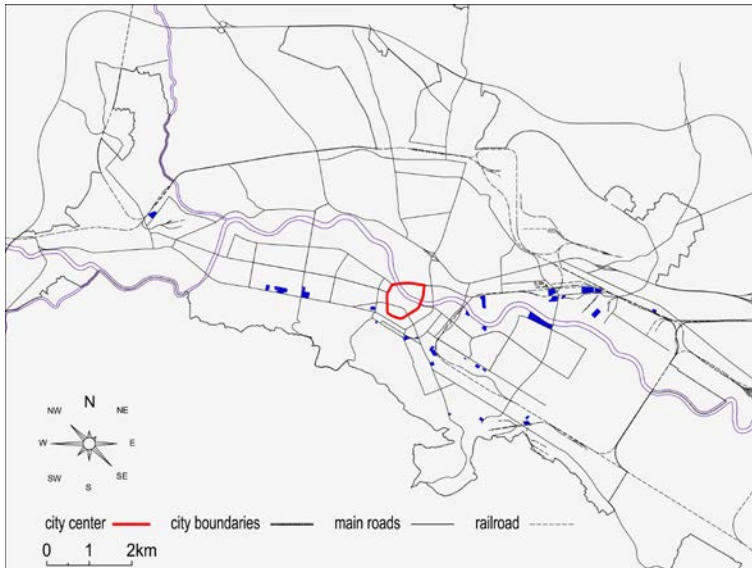 NW N NE
W E
SW S SE
city center city boundaries main roads railroad
0 1 2km